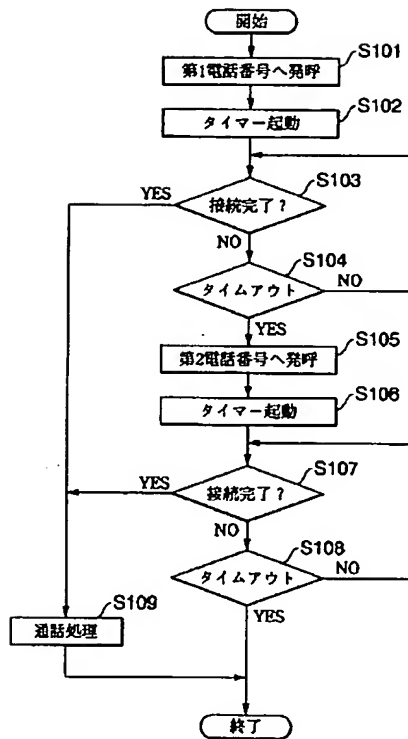 開始
S101
第1電話番号へ発呼
S102
タイマー起動
S103
YES
接続完了？
NO
S104
タイムアウト
NO
YES
S105
第2電話番号へ発呼
S106
タイマー起動
S107
YES
接続完了？
NO
S108
タイムアウト
NO
YES
S109
通話処理
終了